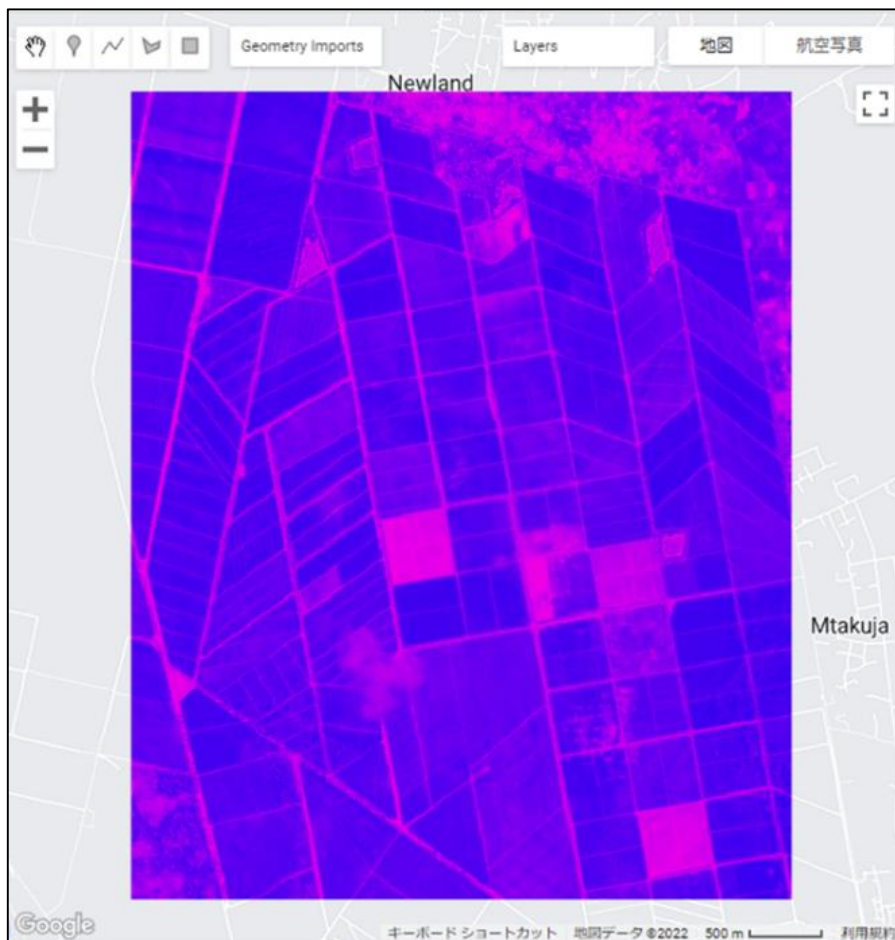 Geometry Imports
Layers
地図
航空写真
Newland
Mtakuja
Google
キーボード ショートカット
地図データ ©2022
500 m
利用規約